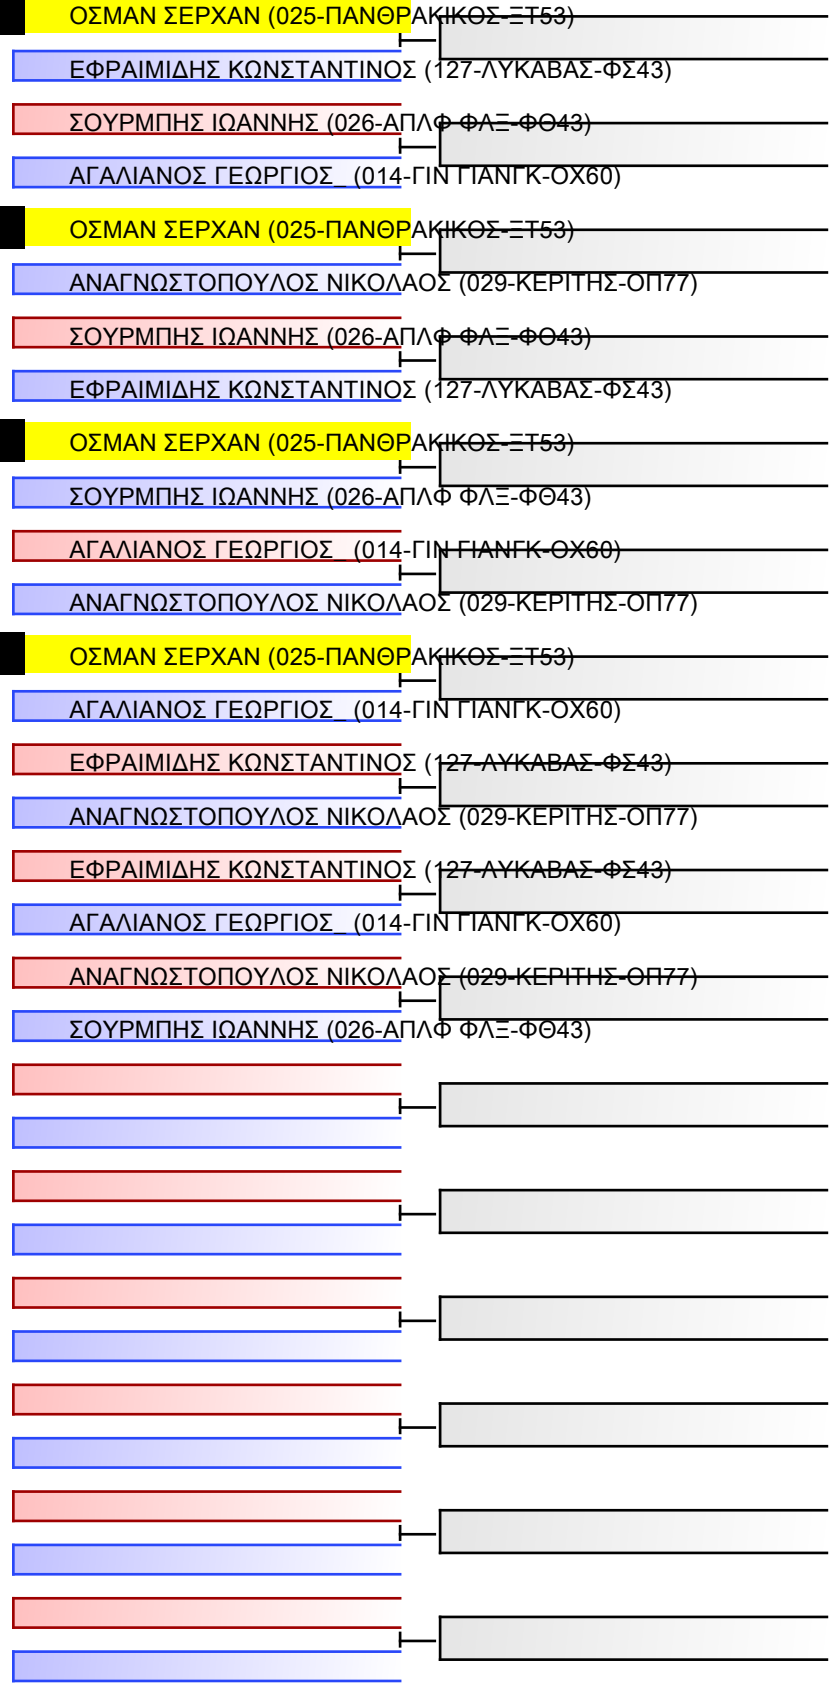 ΟΣΜΑΝ ΣΕΡΧΑΝ (025-ΠΑΝΘΡΑΚΙΚΟΣ-ΞΤ53)
ΕΦΡΑΙΜΙΔΗΣ ΚΩΝΣΤΑΝΤΙΝΟΣ (127-ΛΥΚΑΒΑΣ-ΦΣ43)
ΣΟΥΡΜΠΗΣ ΙΩΑΝΝΗΣ (026-ΑΠΛΦ ΦΛΞ-ΦΘ43)
ΑΓΑΛΙΑΝΟΣ ΓΕΩΡΓΙΟΣ_ (014-ΓΙΝ ΓΙΑΝΓΚ-ΟΧ60)
ΟΣΜΑΝ ΣΕΡΧΑΝ (025-ΠΑΝΘΡΑΚΙΚΟΣ-ΞΤ53)
ΑΝΑΓΝΩΣΤΟΠΟΥΛΟΣ ΝΙΚΟΛΑΟΣ (029-ΚΕΡΙΤΗΣ-ΟΠ77)
ΣΟΥΡΜΠΗΣ ΙΩΑΝΝΗΣ (026-ΑΠΛΦ ΦΛΞ-ΦΘ43)
ΕΦΡΑΙΜΙΔΗΣ ΚΩΝΣΤΑΝΤΙΝΟΣ (127-ΛΥΚΑΒΑΣ-ΦΣ43)
ΟΣΜΑΝ ΣΕΡΧΑΝ (025-ΠΑΝΘΡΑΚΙΚΟΣ-ΞΤ53)
ΣΟΥΡΜΠΗΣ ΙΩΑΝΝΗΣ (026-ΑΠΛΦ ΦΛΞ-ΦΘ43)
ΑΓΑΛΙΑΝΟΣ ΓΕΩΡΓΙΟΣ_ (014-ΓΙΝ ΓΙΑΝΓΚ-ΟΧ60)
ΑΝΑΓΝΩΣΤΟΠΟΥΛΟΣ ΝΙΚΟΛΑΟΣ (029-ΚΕΡΙΤΗΣ-ΟΠ77)
ΟΣΜΑΝ ΣΕΡΧΑΝ (025-ΠΑΝΘΡΑΚΙΚΟΣ-ΞΤ53)
ΑΓΑΛΙΑΝΟΣ ΓΕΩΡΓΙΟΣ_ (014-ΓΙΝ ΓΙΑΝΓΚ-ΟΧ60)
ΕΦΡΑΙΜΙΔΗΣ ΚΩΝΣΤΑΝΤΙΝΟΣ (127-ΛΥΚΑΒΑΣ-ΦΣ43)
ΑΝΑΓΝΩΣΤΟΠΟΥΛΟΣ ΝΙΚΟΛΑΟΣ (029-ΚΕΡΙΤΗΣ-ΟΠ77)
ΕΦΡΑΙΜΙΔΗΣ ΚΩΝΣΤΑΝΤΙΝΟΣ (127-ΛΥΚΑΒΑΣ-ΦΣ43)
ΑΓΑΛΙΑΝΟΣ ΓΕΩΡΓΙΟΣ_ (014-ΓΙΝ ΓΙΑΝΓΚ-ΟΧ60)
ΑΝΑΓΝΩΣΤΟΠΟΥΛΟΣ ΝΙΚΟΛΑΟΣ (029-ΚΕΡΙΤΗΣ-ΟΠ77)
ΣΟΥΡΜΠΗΣ ΙΩΑΝΝΗΣ (026-ΑΠΛΦ ΦΛΞ-ΦΘ43)